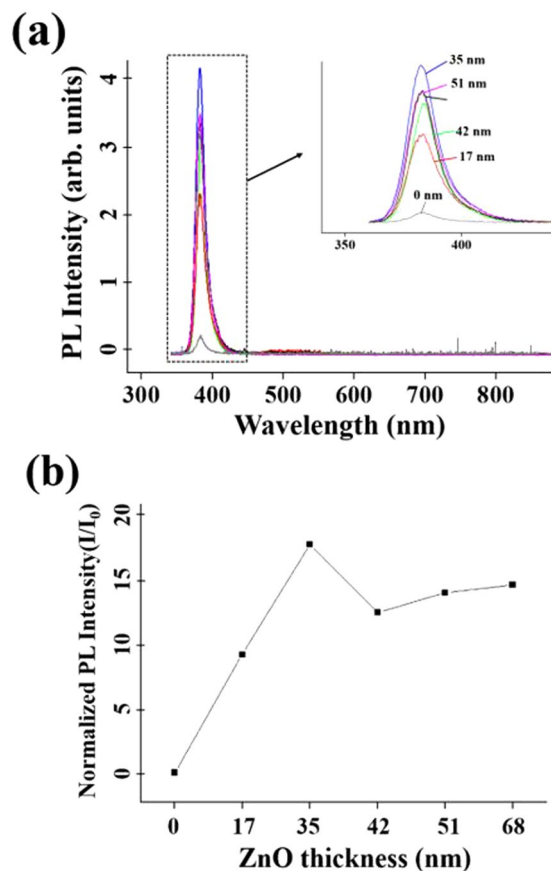 (a)
PL Intensity (arb. units)
4
3
2
1
0
300 400 500 600 700 800
Wavelength (nm)
35 nm
51 nm
42 nm
17 nm
0 nm
350 400
(b)
Normalized PL Intensity(I/I₀)
20
15
10
5
0
0 17 35 42 51 68
ZnO thickness (nm)